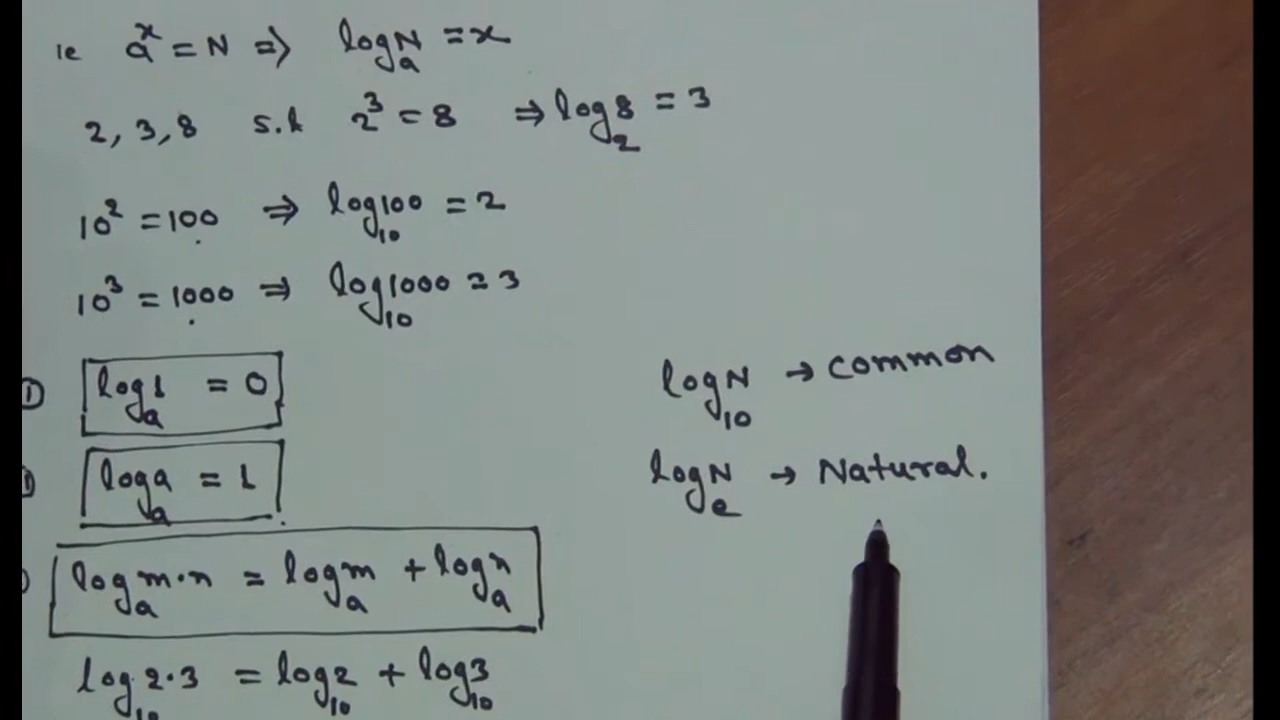 ie a^x = N => log_a N = x
2, 3, 8 s.t 2^3 = 8 => log_2 8 = 3
10^2 = 100 => log_10 100 = 2
10^3 = 1000 => log_10 1000 = 3
① log_a 1 = 0
log_a a = 1
log_a m·n = log_a m + log_a n
log_10 2·3 = log_10 2 + log_10 3
log_10 N → common
log_e N → Natural.